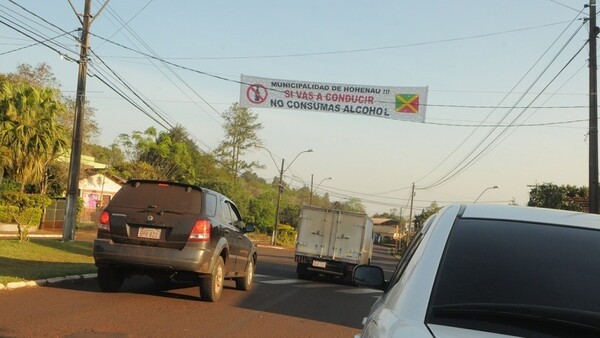 MUNICIPALIDAD DE HOHENAU !!!
SI VAS A CONDUCIR
NO CONSUMAS ALCOHOL